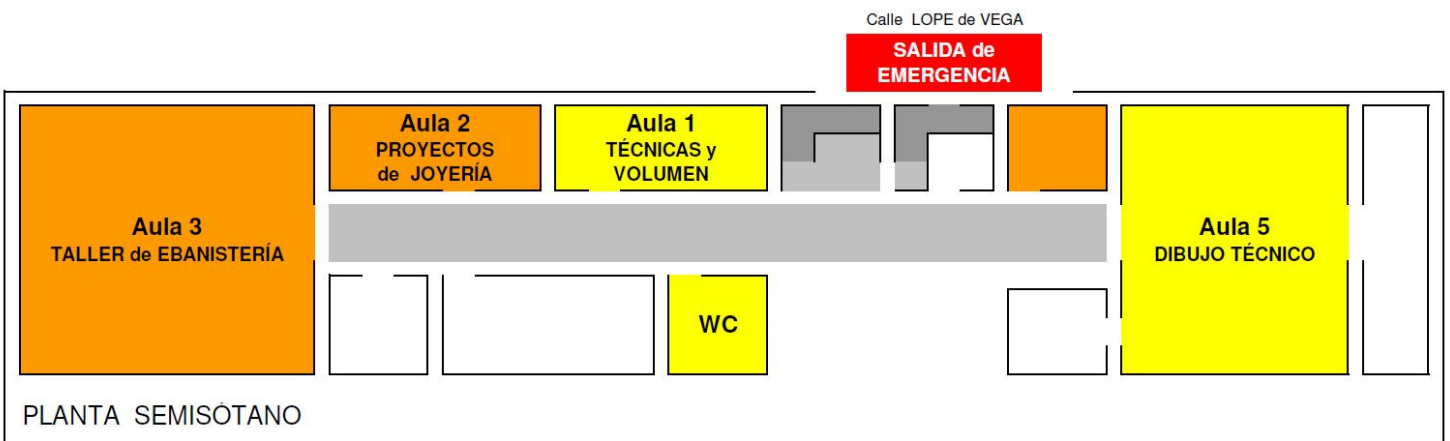 Calle LOPE de VEGA
SALIDA de
EMERGENCIA
Aula 2
PROYECTOS
de JOYERÍA
Aula 1
TÉCNICAS y
VOLUMEN
Aula 3
TALLER de EBANISTERÍA
Aula 5
DIBUJO TÉCNICO
WC
PLANTA SEMISÓTANO